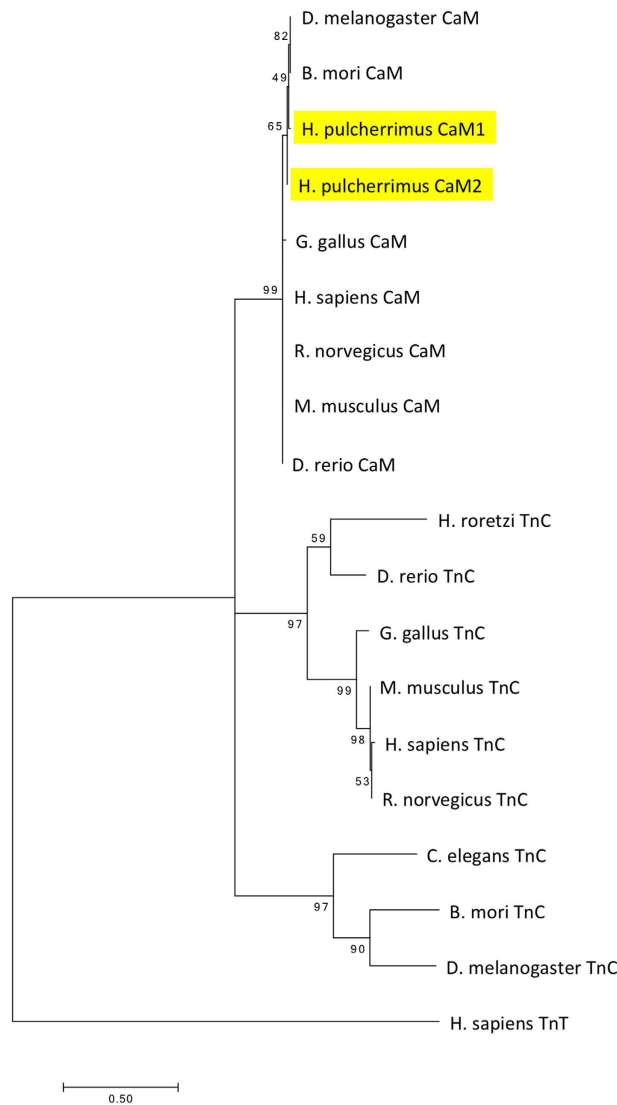 D. melanogaster CaM
82
B. mori CaM
49
H. pulcherrimus CaM1
65
H. pulcherrimus CaM2
G. gallus CaM
99
H. sapiens CaM
R. norvegicus CaM
M. musculus CaM
D. rerio CaM
H. roretzi TnC
59
D. rerio TnC
97
G. gallus TnC
99
M. musculus TnC
98
H. sapiens TnC
53
R. norvegicus TnC
C. elegans TnC
97
B. mori TnC
90
D. melanogaster TnC
H. sapiens TnT
0.50